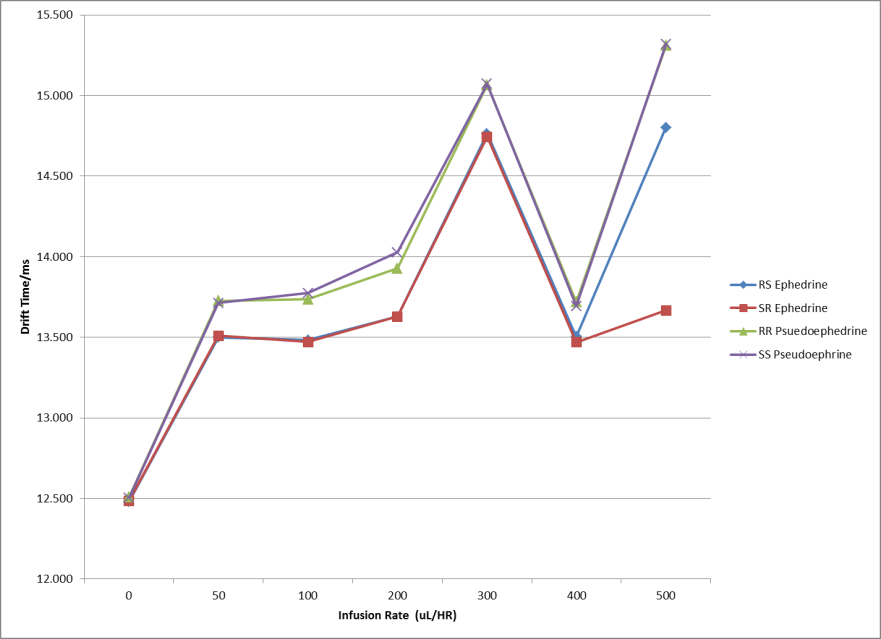 15.500
15.000
14.500
14.000
13.500
13.000
12.500
12.000
Drift Time/ms
0 50 100 200 300 400 500
Infusion Rate (uL/HR)
RS Ephedrine
SR Ephedrine
RR Psuedoephedrine
SS Pseudoephrine